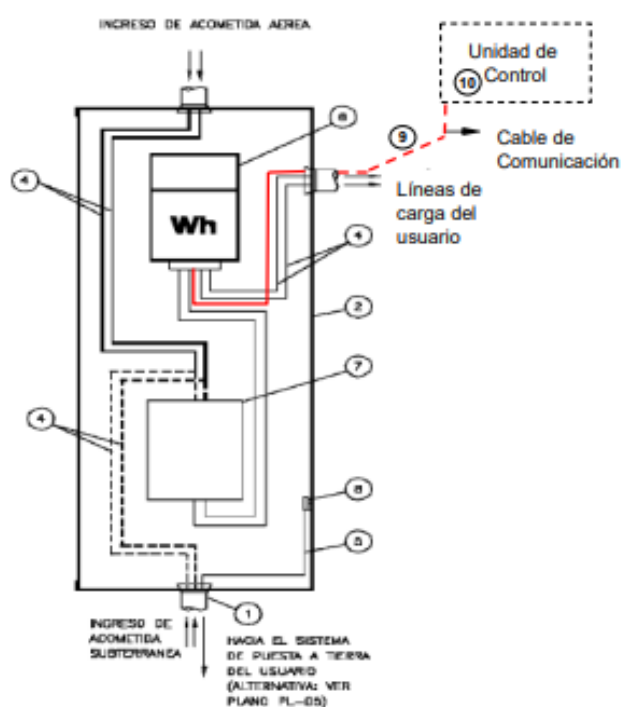 INGRESO DE ACOMETIDA AEREA
Unidad de
10 Control
9
Cable de
Comunicación
6
4
Líneas de
carga del
usuario
Wh
4
2
7
4
8
5
1
INGRESO DE
ACOMETIDA
SUBTERRANEA
HACIA EL SISTEMA
DE PUESTA A TIERRA
DEL USUARIO
(ALTERNATIVA: VER
PLANO PL-05)